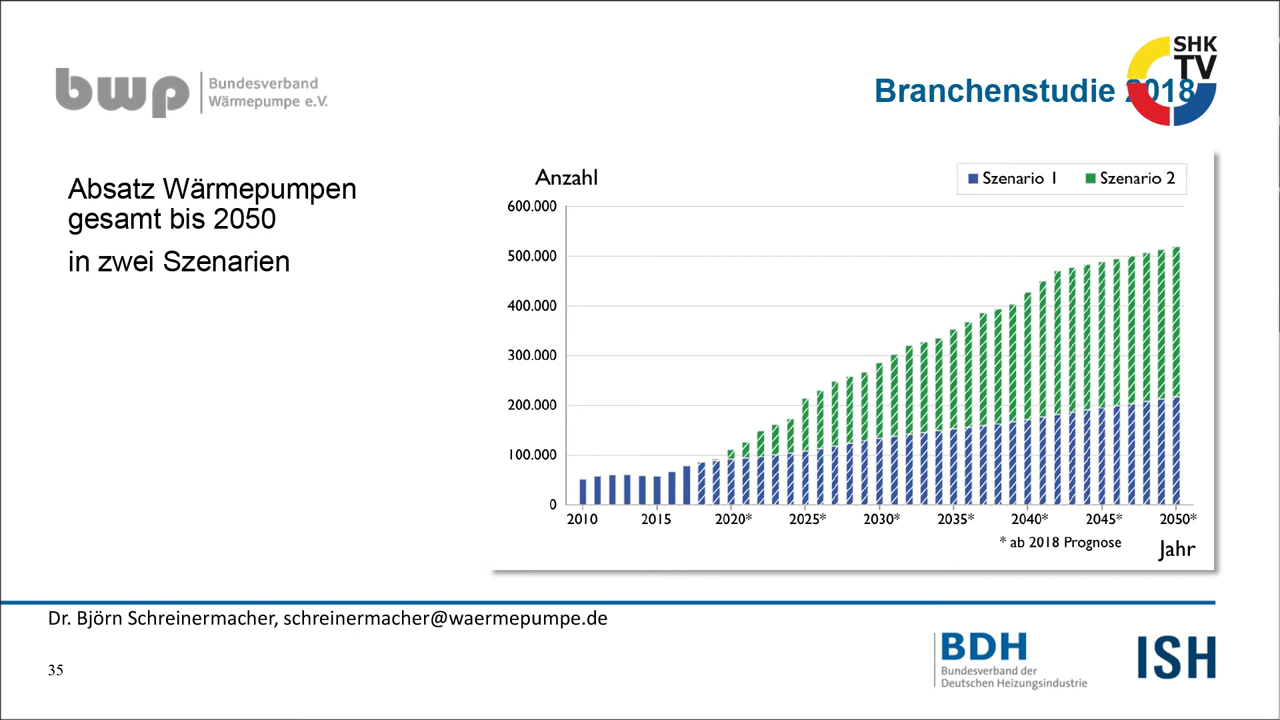 bwp
Bundesverband
Wärmepumpe e.V.
SHK
TV
Branchenstudie 2018
Absatz Wärmepumpen
gesamt bis 2050
in zwei Szenarien
Anzahl
Szenario 1
Szenario 2
600.000
500.000
400.000
300.000
200.000
100.000
0
2010 2015 2020* 2025* 2030* 2035* 2040* 2045* 2050*
* ab 2018 Prognose
Jahr
Dr. Björn Schreinermacher, schreinermacher@waermepumpe.de
35
BDH
Bundesverband der
Deutschen Heizungsindustrie
ISH